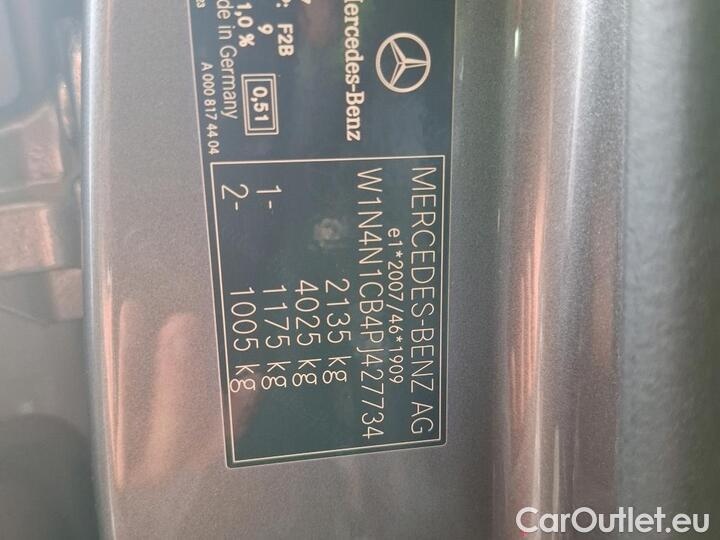 MERCEDES-BENZ AG
e1*2007/46*1909
W1N4N1CB4PJ427734
2135 kg
4025 kg
1- 1175 kg
2- 1005 kg
Mercedes-Benz
F2B
9
1,0 %
0,51
Made in Germany
A 000 817 44 04
CarOutlet.eu